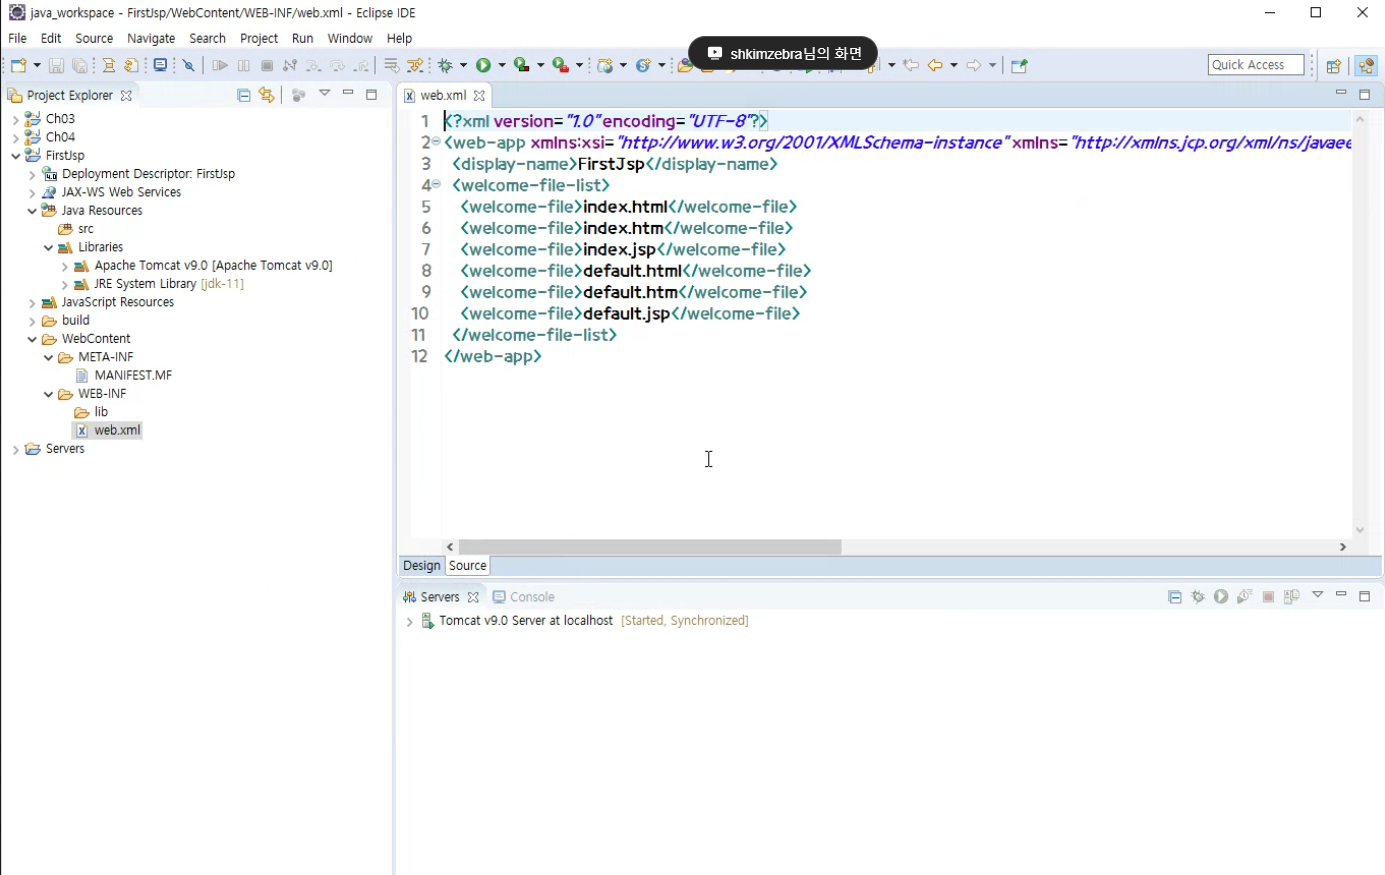 java_workspace - FirstJsp/WebContent/WEB-INF/web.xml - Eclipse IDE
File Edit Source Navigate Search Project Run Window Help
shkimzebra님의 화면
Quick Access
Project Explorer
Ch03
Ch04
FirstJsp
Deployment Descriptor: FirstJsp
JAX-WS Web Services
Java Resources
src
Libraries
Apache Tomcat v9.0 [Apache Tomcat v9.0]
JRE System Library [jdk-11]
JavaScript Resources
build
WebContent
META-INF
MANIFEST.MF
WEB-INF
lib
web.xml
Servers
web.xml
1 <?xml version="1.0" encoding="UTF-8"?>
2 <web-app xmlns:xsi="http://www.w3.org/2001/XMLSchema-instance" xmlns="http://xmlns.jcp.org/xml/ns/javaee
3 <display-name>FirstJsp</display-name>
4 <welcome-file-list>
5 <welcome-file>index.html</welcome-file>
6 <welcome-file>index.htm</welcome-file>
7 <welcome-file>index.jsp</welcome-file>
8 <welcome-file>default.html</welcome-file>
9 <welcome-file>default.htm</welcome-file>
10 <welcome-file>default.jsp</welcome-file>
11 </welcome-file-list>
12 </web-app>
Design Source
Servers Console
Tomcat v9.0 Server at localhost [Started, Synchronized]